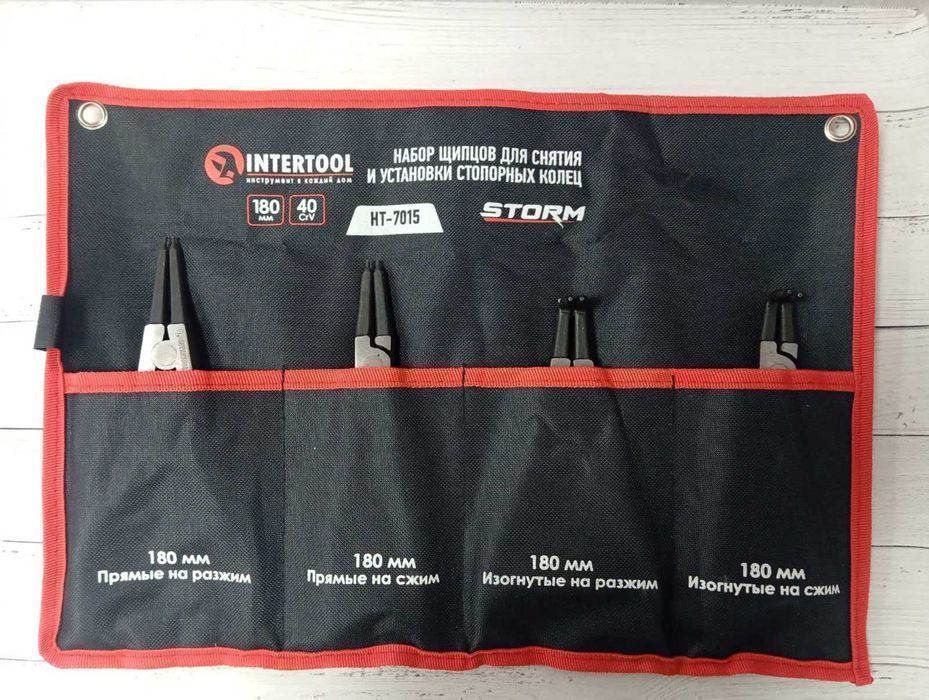 INTERTOOL
инструмент в каждый дом
НАБОР ЩИПЦОВ ДЛЯ СНЯТИЯ
И УСТАНОВКИ СТОПОРНЫХ КОЛЕЦ
180 мм
40 CrV
HT-7015
STORM
180 мм
Прямые на разжим
180 мм
Прямые на сжим
180 мм
Изогнутые на разжим
180 мм
Изогнутые на сжим